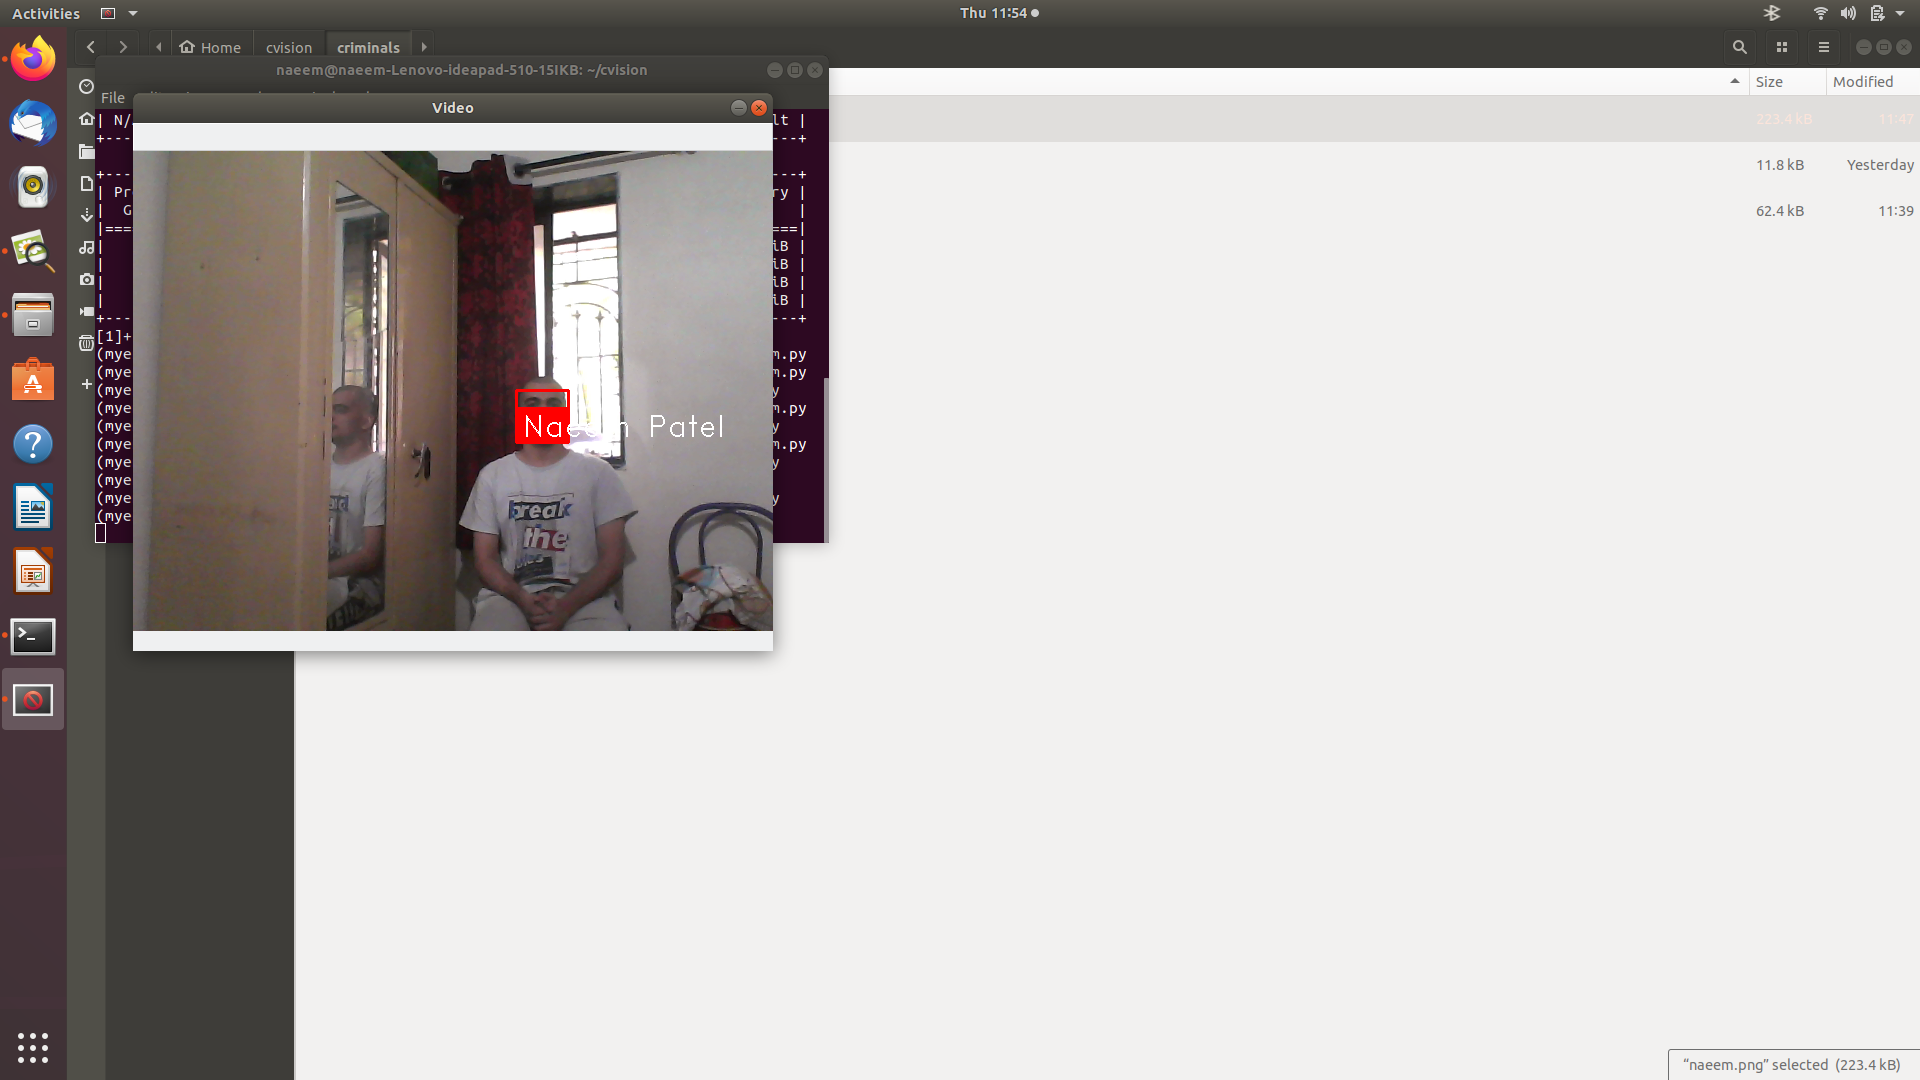 Activities
Thu 11:54
Home
cvision
criminals
naeem@naeem-Lenovo-ideapad-510-15IKB: ~/cvision
Size
Modified
File
Video
223.4 kB
11:47
| N/
lt |
+---
---+
11.8 kB
Yesterday
+---
---+
| Pr
ry |
| G
|
62.4 kB
11:39
|===
===|
|
iB |
|
iB |
|
iB |
|
iB |
+---
---+
[1]+
(mye
m.py
(mye
m.py
(mye
y
(mye
m.py
(mye
y
(mye
m.py
(mye
y
(mye
(mye
y
(mye
Naeem Patel
break
the
“naeem.png” selected (223.4 kB)